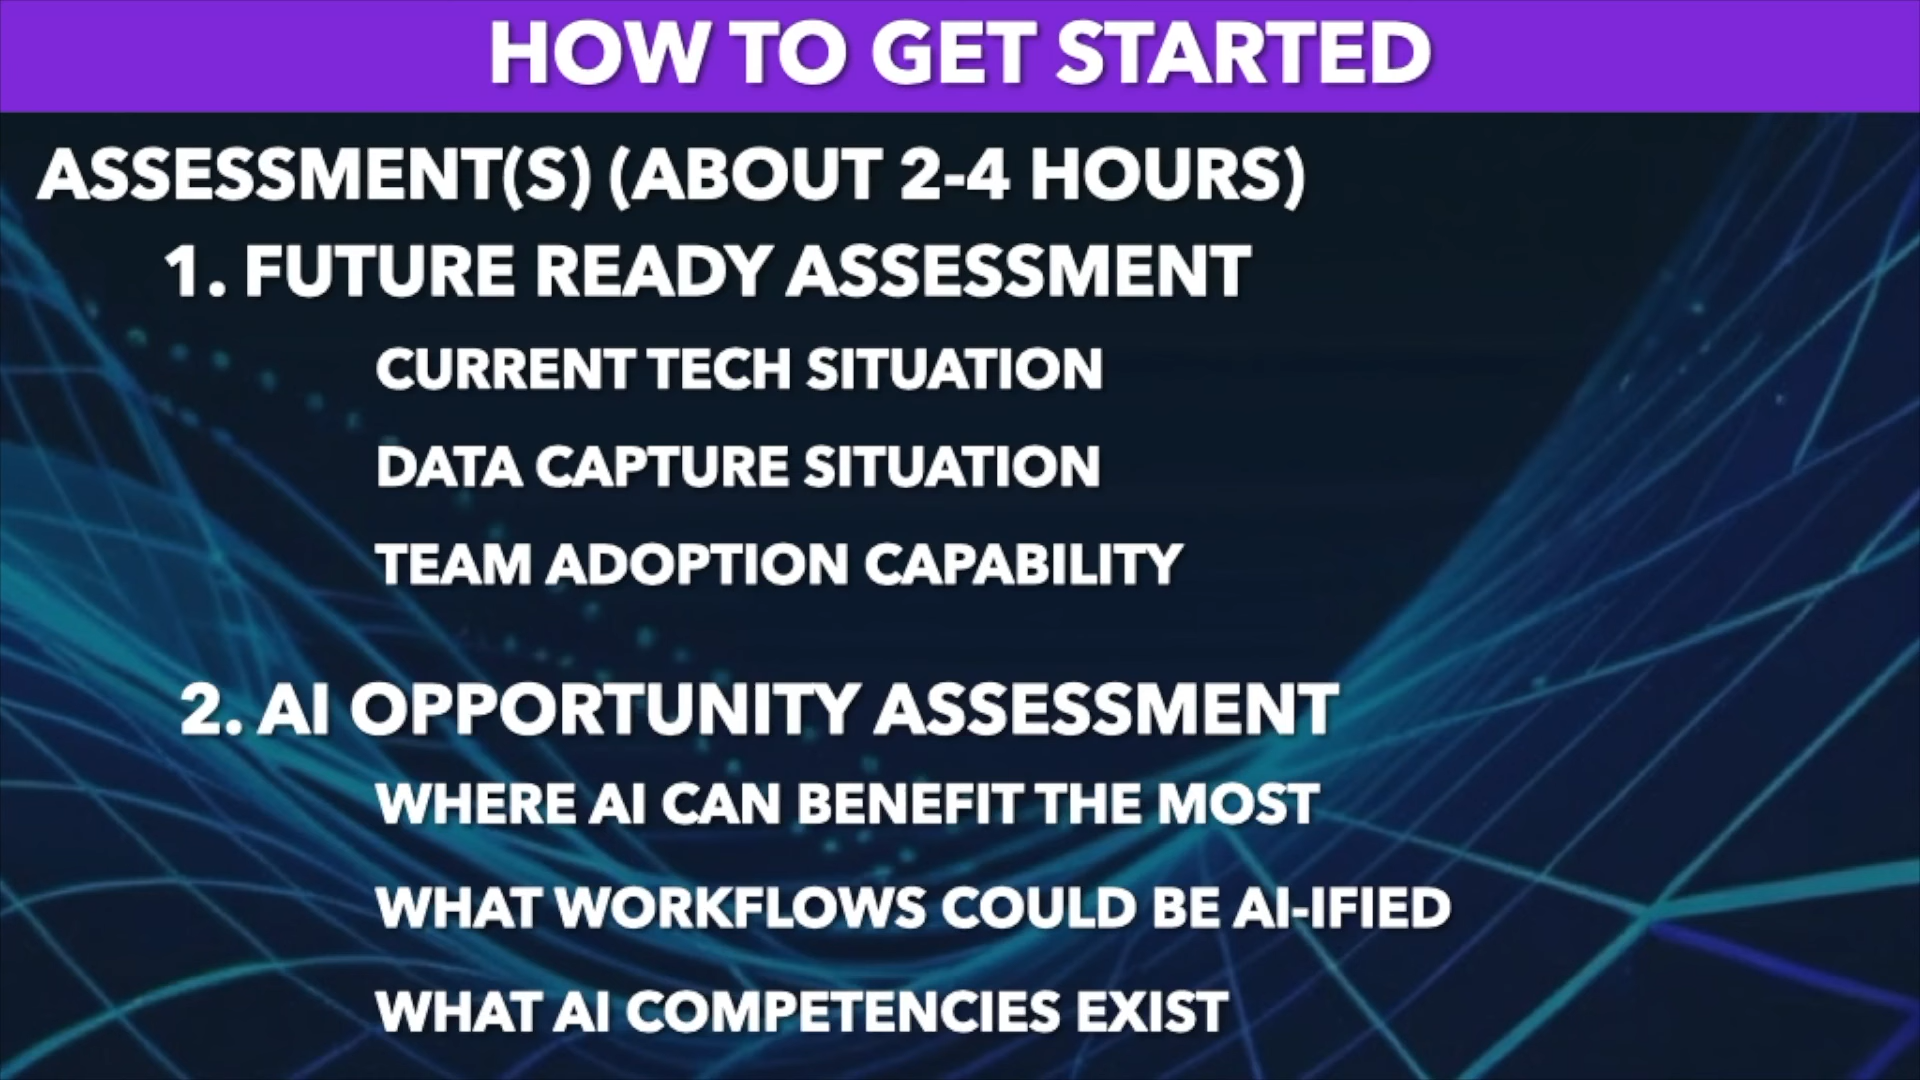 HOW TO GET STARTED
ASSESSMENT(S) (ABOUT 2-4 HOURS)
1. FUTURE READY ASSESSMENT
CURRENT TECH SITUATION
DATA CAPTURE SITUATION
TEAM ADOPTION CAPABILITY
2. AI OPPORTUNITY ASSESSMENT
WHERE AI CAN BENEFIT THE MOST
WHAT WORKFLOWS COULD BE AI-IFIED
WHAT AI COMPETENCIES EXIST